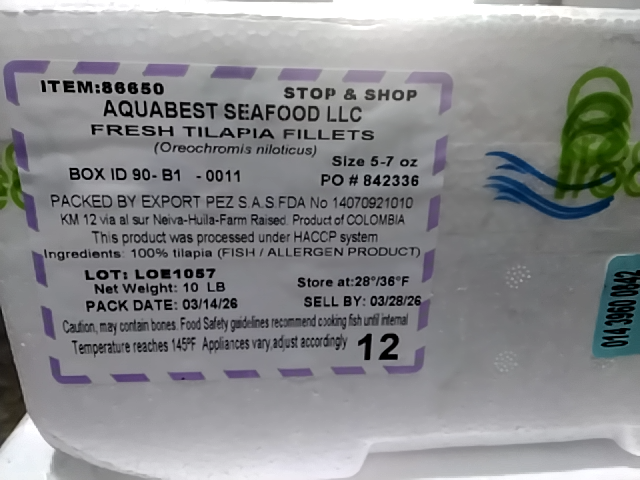 ITEM:86650
STOP & SHOP
AQUABEST SEAFOOD LLC
FRESH TILAPIA FILLETS
(Oreochromis niloticus)
Size 5-7 oz
BOX ID 90- B1 - 0011
PO # 842336
PACKED BY EXPORT PEZ S.A.S FDA No 14070921010
KM 12 via al sur Neiva-Huila-Farm Raised. Product of COLOMBIA
This product was processed under HACCP system
Ingredients: 100% tilapia (FISH / ALLERGEN PRODUCT)
LOT: LOE1057
Store at:28°/36°F
Net Weight: 10 LB
PACK DATE: 03/14/26
SELL BY: 03/28/26
Caution, may contain bones. Food Safety guidelines recommend cooking fish until internal
Temperature reaches 145ºF Appliances vary,adjust accordingly
12
014 3960 0842